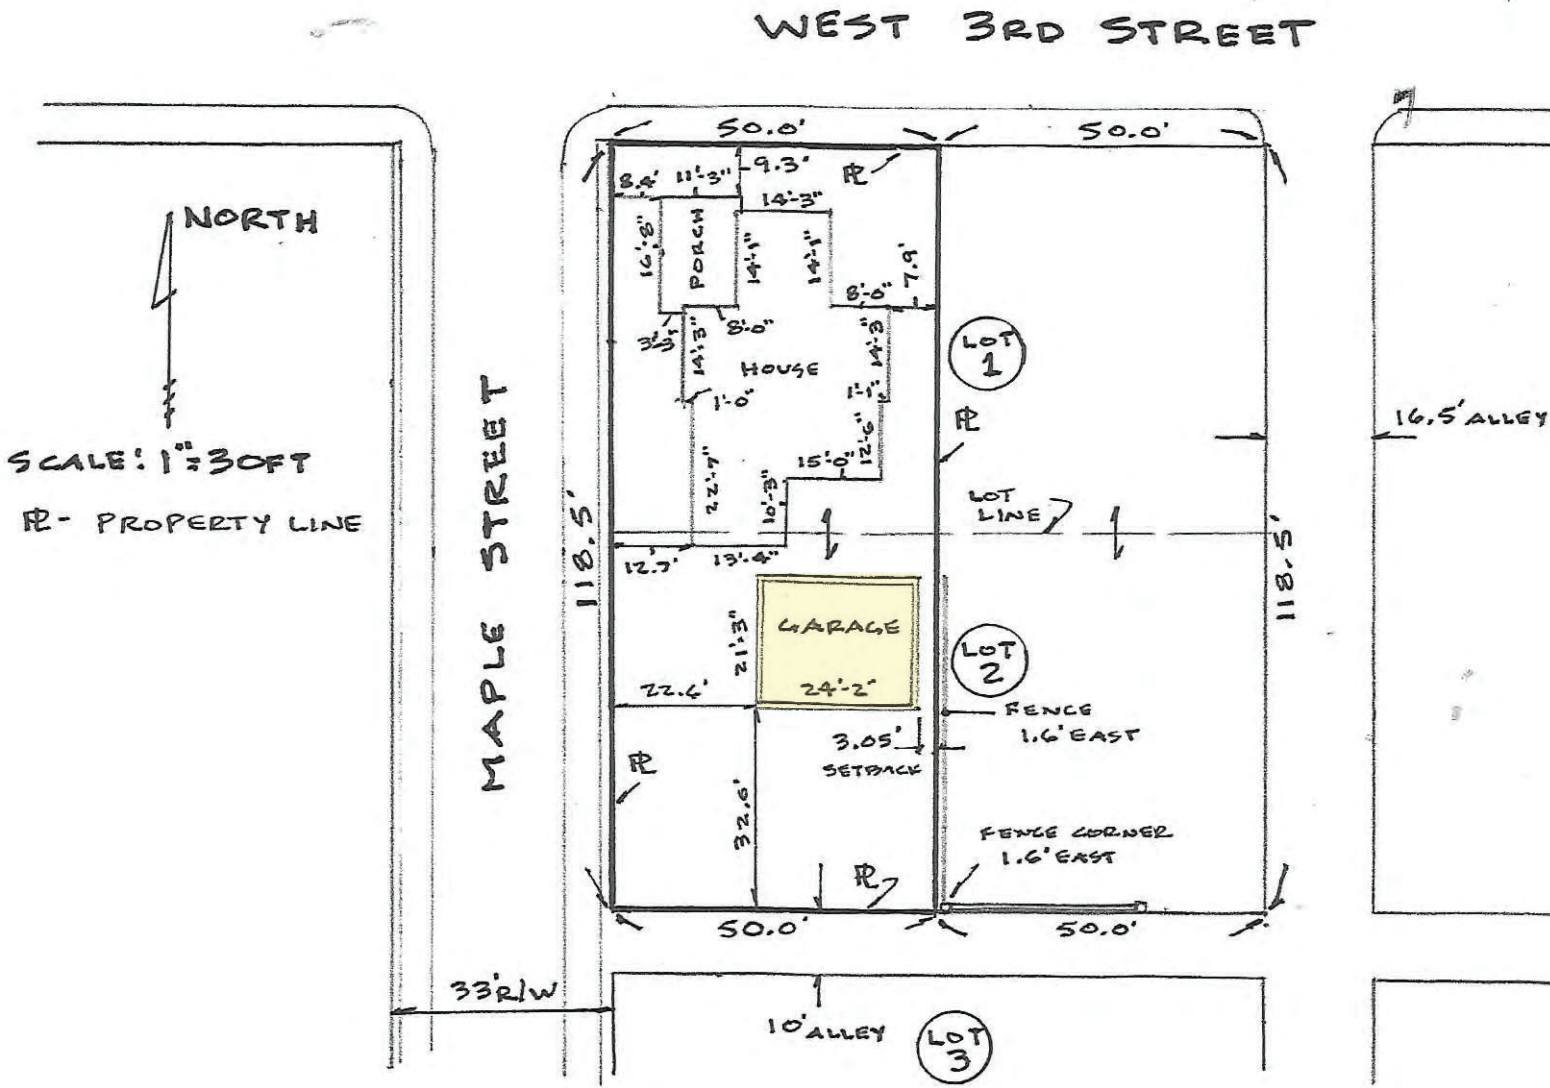 WEST 3RD STREET
50.0'
50.0'
NORTH
8.4'
11'-3"
9.3'
PL
14'-3"
16'-8"
PORCH
14'-1"
14'-1"
7.9'
8'-0"
3'-3"
8'-0"
14'-3"
14'-3"
HOUSE
LOT
1
1'-0"
1'-1"
PL
16.5' ALLEY
SCALE: 1"=30FT
PL - PROPERTY LINE
MAPLE STREET
118.5'
22'-7"
15'-0"
12'-6"
10'-3"
LOT
LINE
118.5'
12.7'
13'-4"
GARAGE
21'-3"
24'-2"
22.6'
LOT
2
FENCE
1.6' EAST
3.05'
SETBACK
PL
32.6'
FENCE CORNER
1.6' EAST
PL
50.0'
50.0'
33' R/W
10' ALLEY
LOT
3